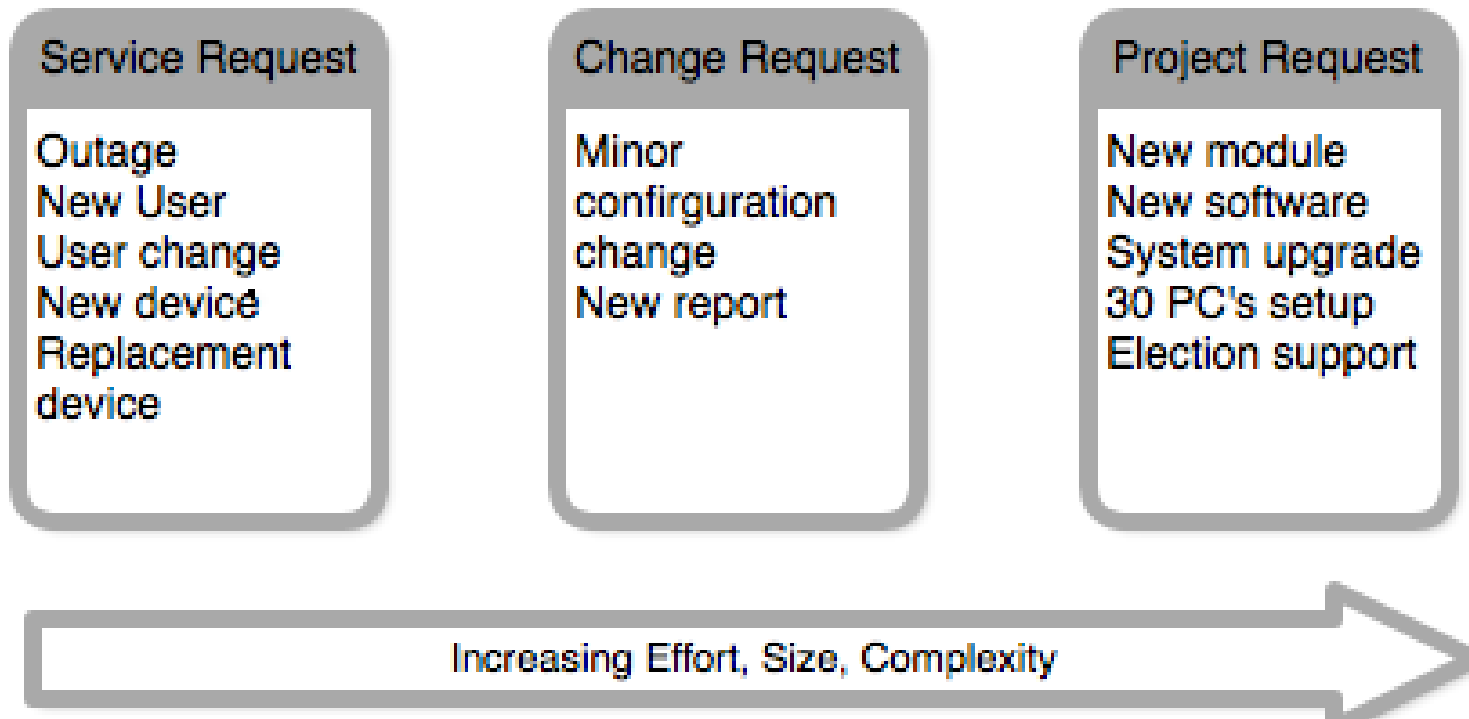 Service Request
Outage
New User
User change
New device
Replacement
device
Change Request
Minor
confirguration
change
New report
Project Request
New module
New software
System upgrade
30 PC's setup
Election support
Increasing Effort, Size, Complexity